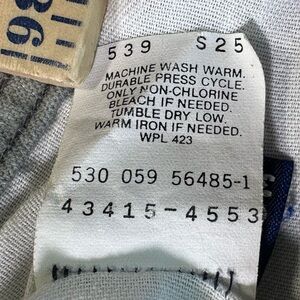 539 S25
MACHINE WASH WARM.
DURABLE PRESS CYCLE.
ONLY NON-CHLORINE
BLEACH IF NEEDED.
TUMBLE DRY LOW.
WARM IRON IF NEEDED.
WPL 423
530 059 56485-1
43415-4553